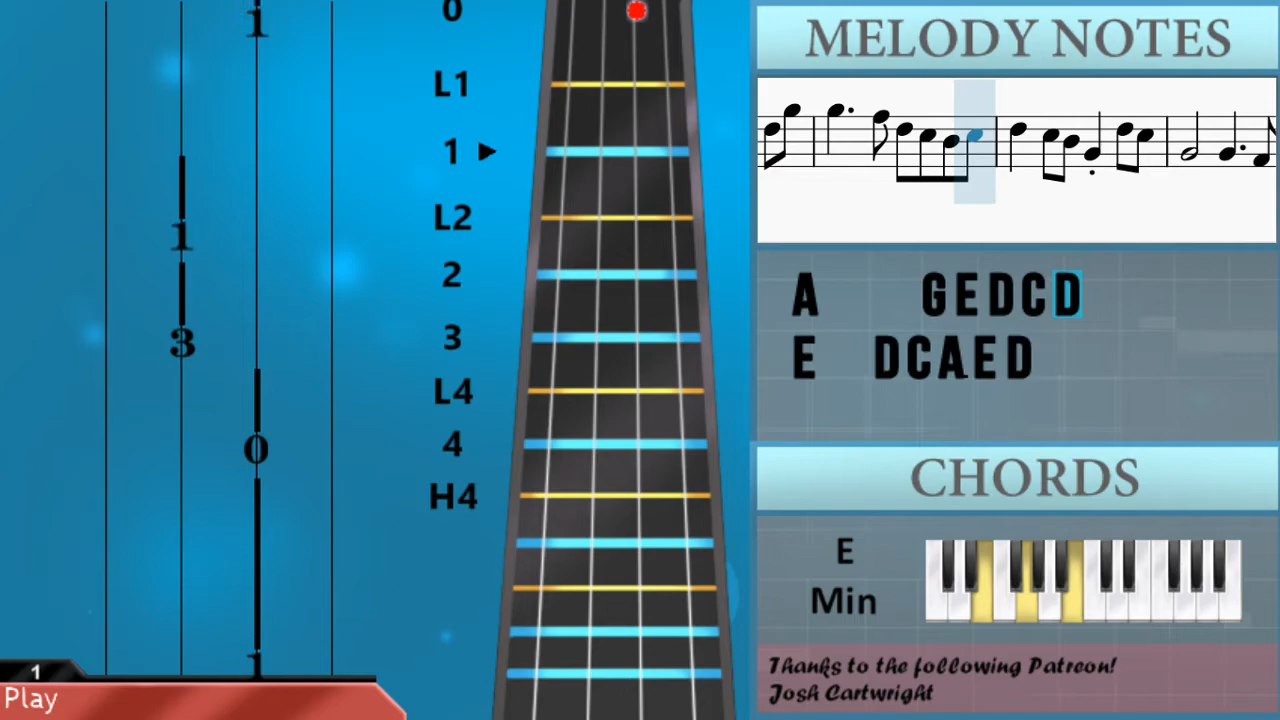 1
1
3
0
1
1
Play
0
L1
1
L2
2
3
L4
4
H4
MELODY NOTES
A GEDCD
E DCAED
CHORDS
E
Min
Thanks to the following Patreon!
Josh Cartwright